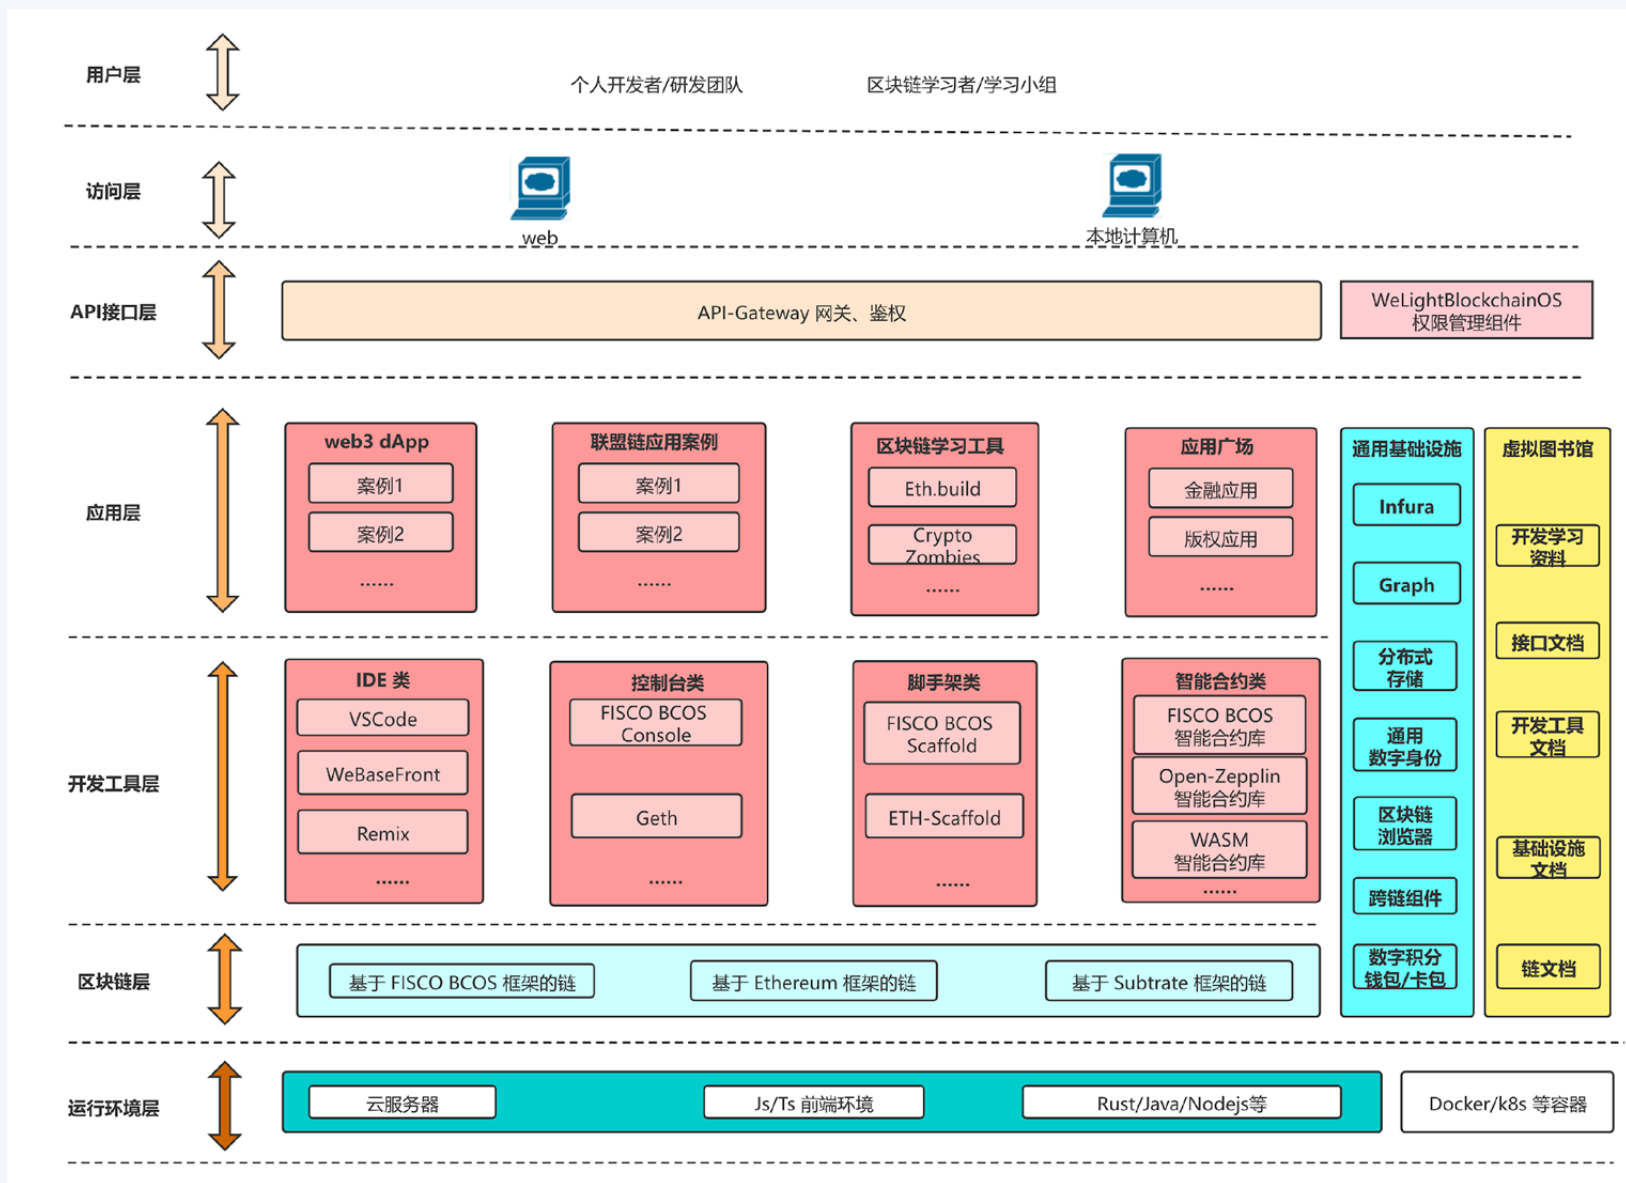 用户层
个人开发者/研发团队
区块链学习者/学习小组
访问层
web
本地计算机
API接口层
API-Gateway 网关、鉴权
WeLightBlockchainOS
权限管理组件
应用层
web3 dApp
案例1
案例2
......
联盟链应用案例
案例1
案例2
......
区块链学习工具
Eth.build
Crypto
Zombies
......
应用广场
金融应用
版权应用
......
开发工具层
IDE 类
VSCode
WeBaseFront
Remix
......
控制台类
FISCO BCOS
Console
Geth
......
脚手架类
FISCO BCOS
Scaffold
ETH-Scaffold
......
智能合约类
FISCO BCOS
智能合约库
Open-Zepplin
智能合约库
WASM
智能合约库
......
通用基础设施
Infura
Graph
分布式
存储
通用
数字身份
区块链
浏览器
跨链组件
数字积分
钱包/卡包
虚拟图书馆
开发学习
资料
接口文档
开发工具
文档
基础设施
文档
链文档
区块链层
基于 FISCO BCOS 框架的链
基于 Ethereum 框架的链
基于 Subtrate 框架的链
运行环境层
云服务器
Js/Ts 前端环境
Rust/Java/Nodejs等
Docker/k8s 等容器